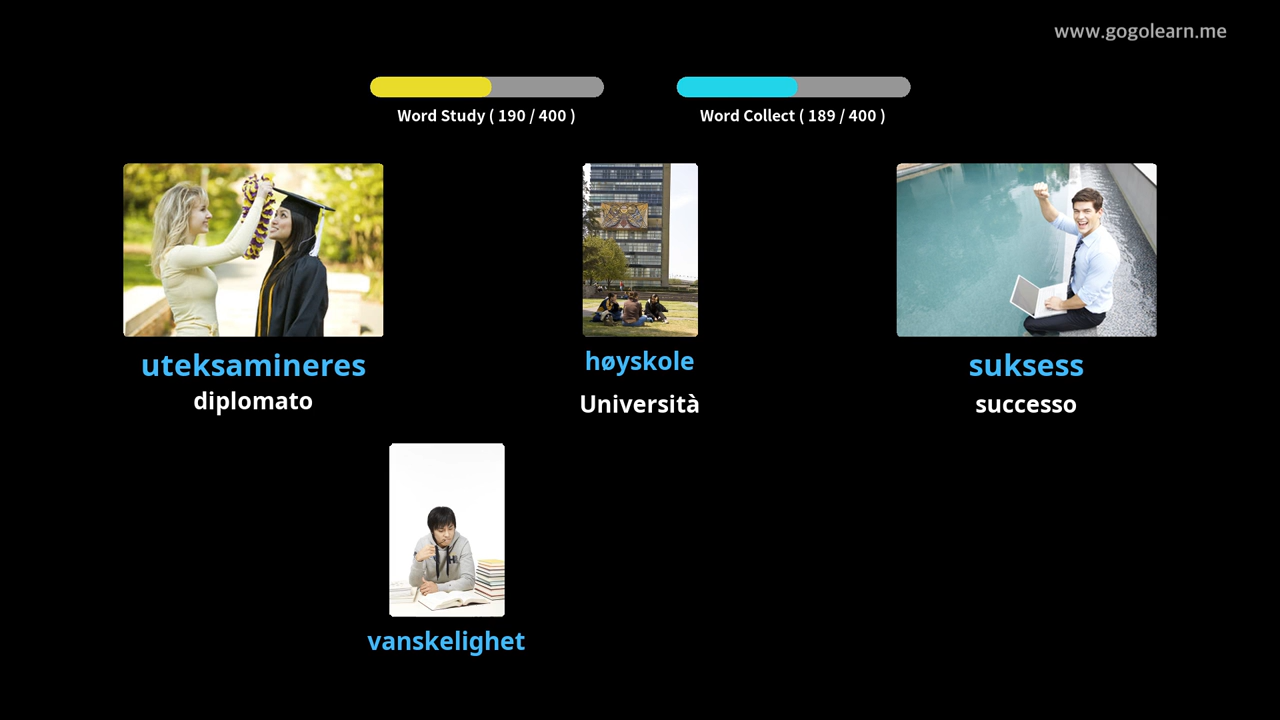 www.gogolearn.me
Word Study ( 190 / 400 )
Word Collect ( 189 / 400 )
uteksamineres
diplomato
høyskole
Università
suksess
successo
vanskelighet